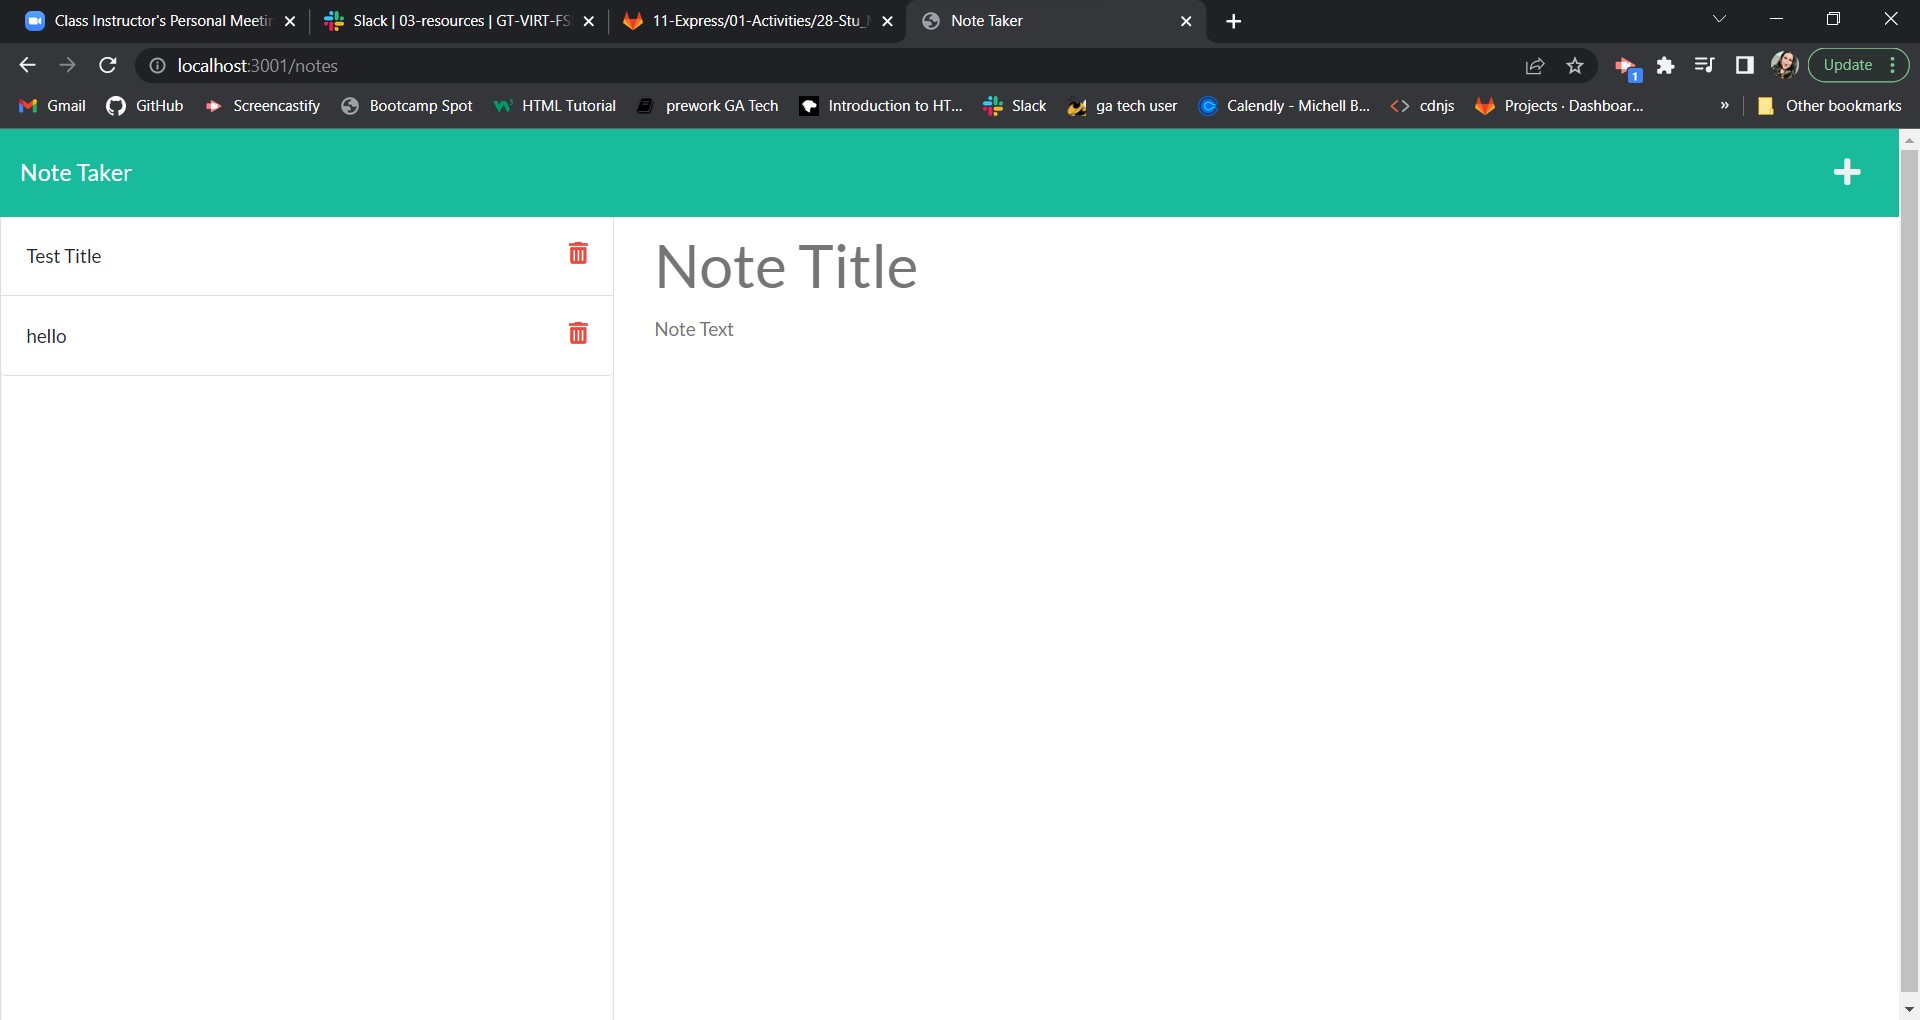 Class Instructor's Personal Meetin
Slack | 03-resources | GT-VIRT-FS
11-Express/01-Activities/28-Stu_
Note Taker
localhost:3001/notes
1
Update
Gmail
GitHub
Screencastify
Bootcamp Spot
HTML Tutorial
prework GA Tech
Introduction to HT...
Slack
ga tech user
Calendly - Michell B...
cdnjs
Projects · Dashboar...
»
Other bookmarks
Note Taker
Test Title
hello
Note Title
Note Text